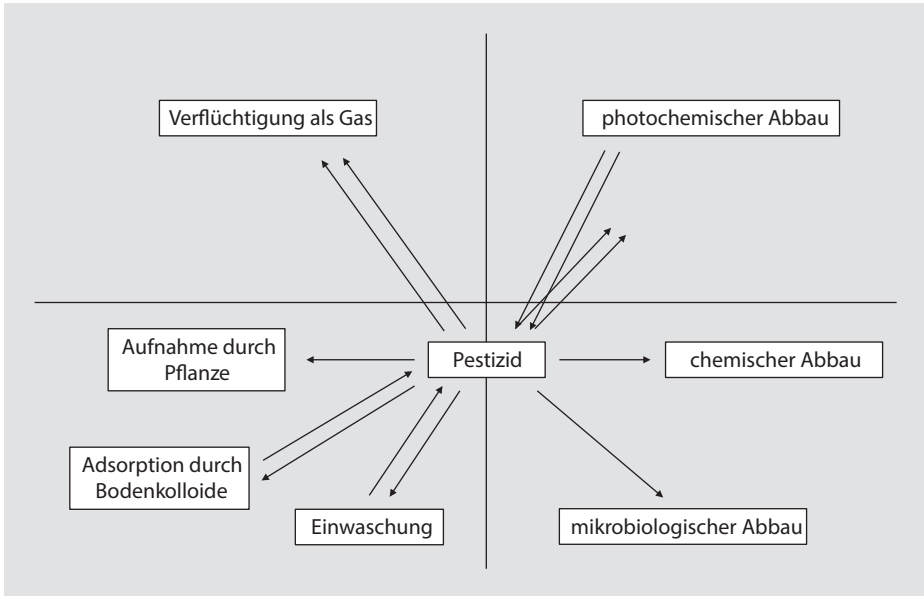 Verflüchtigung als Gas
photochemischer Abbau
Aufnahme durch
Pflanze
Pestizid
chemischer Abbau
Adsorption durch
Bodenkolloide
Einwaschung
mikrobiologischer Abbau